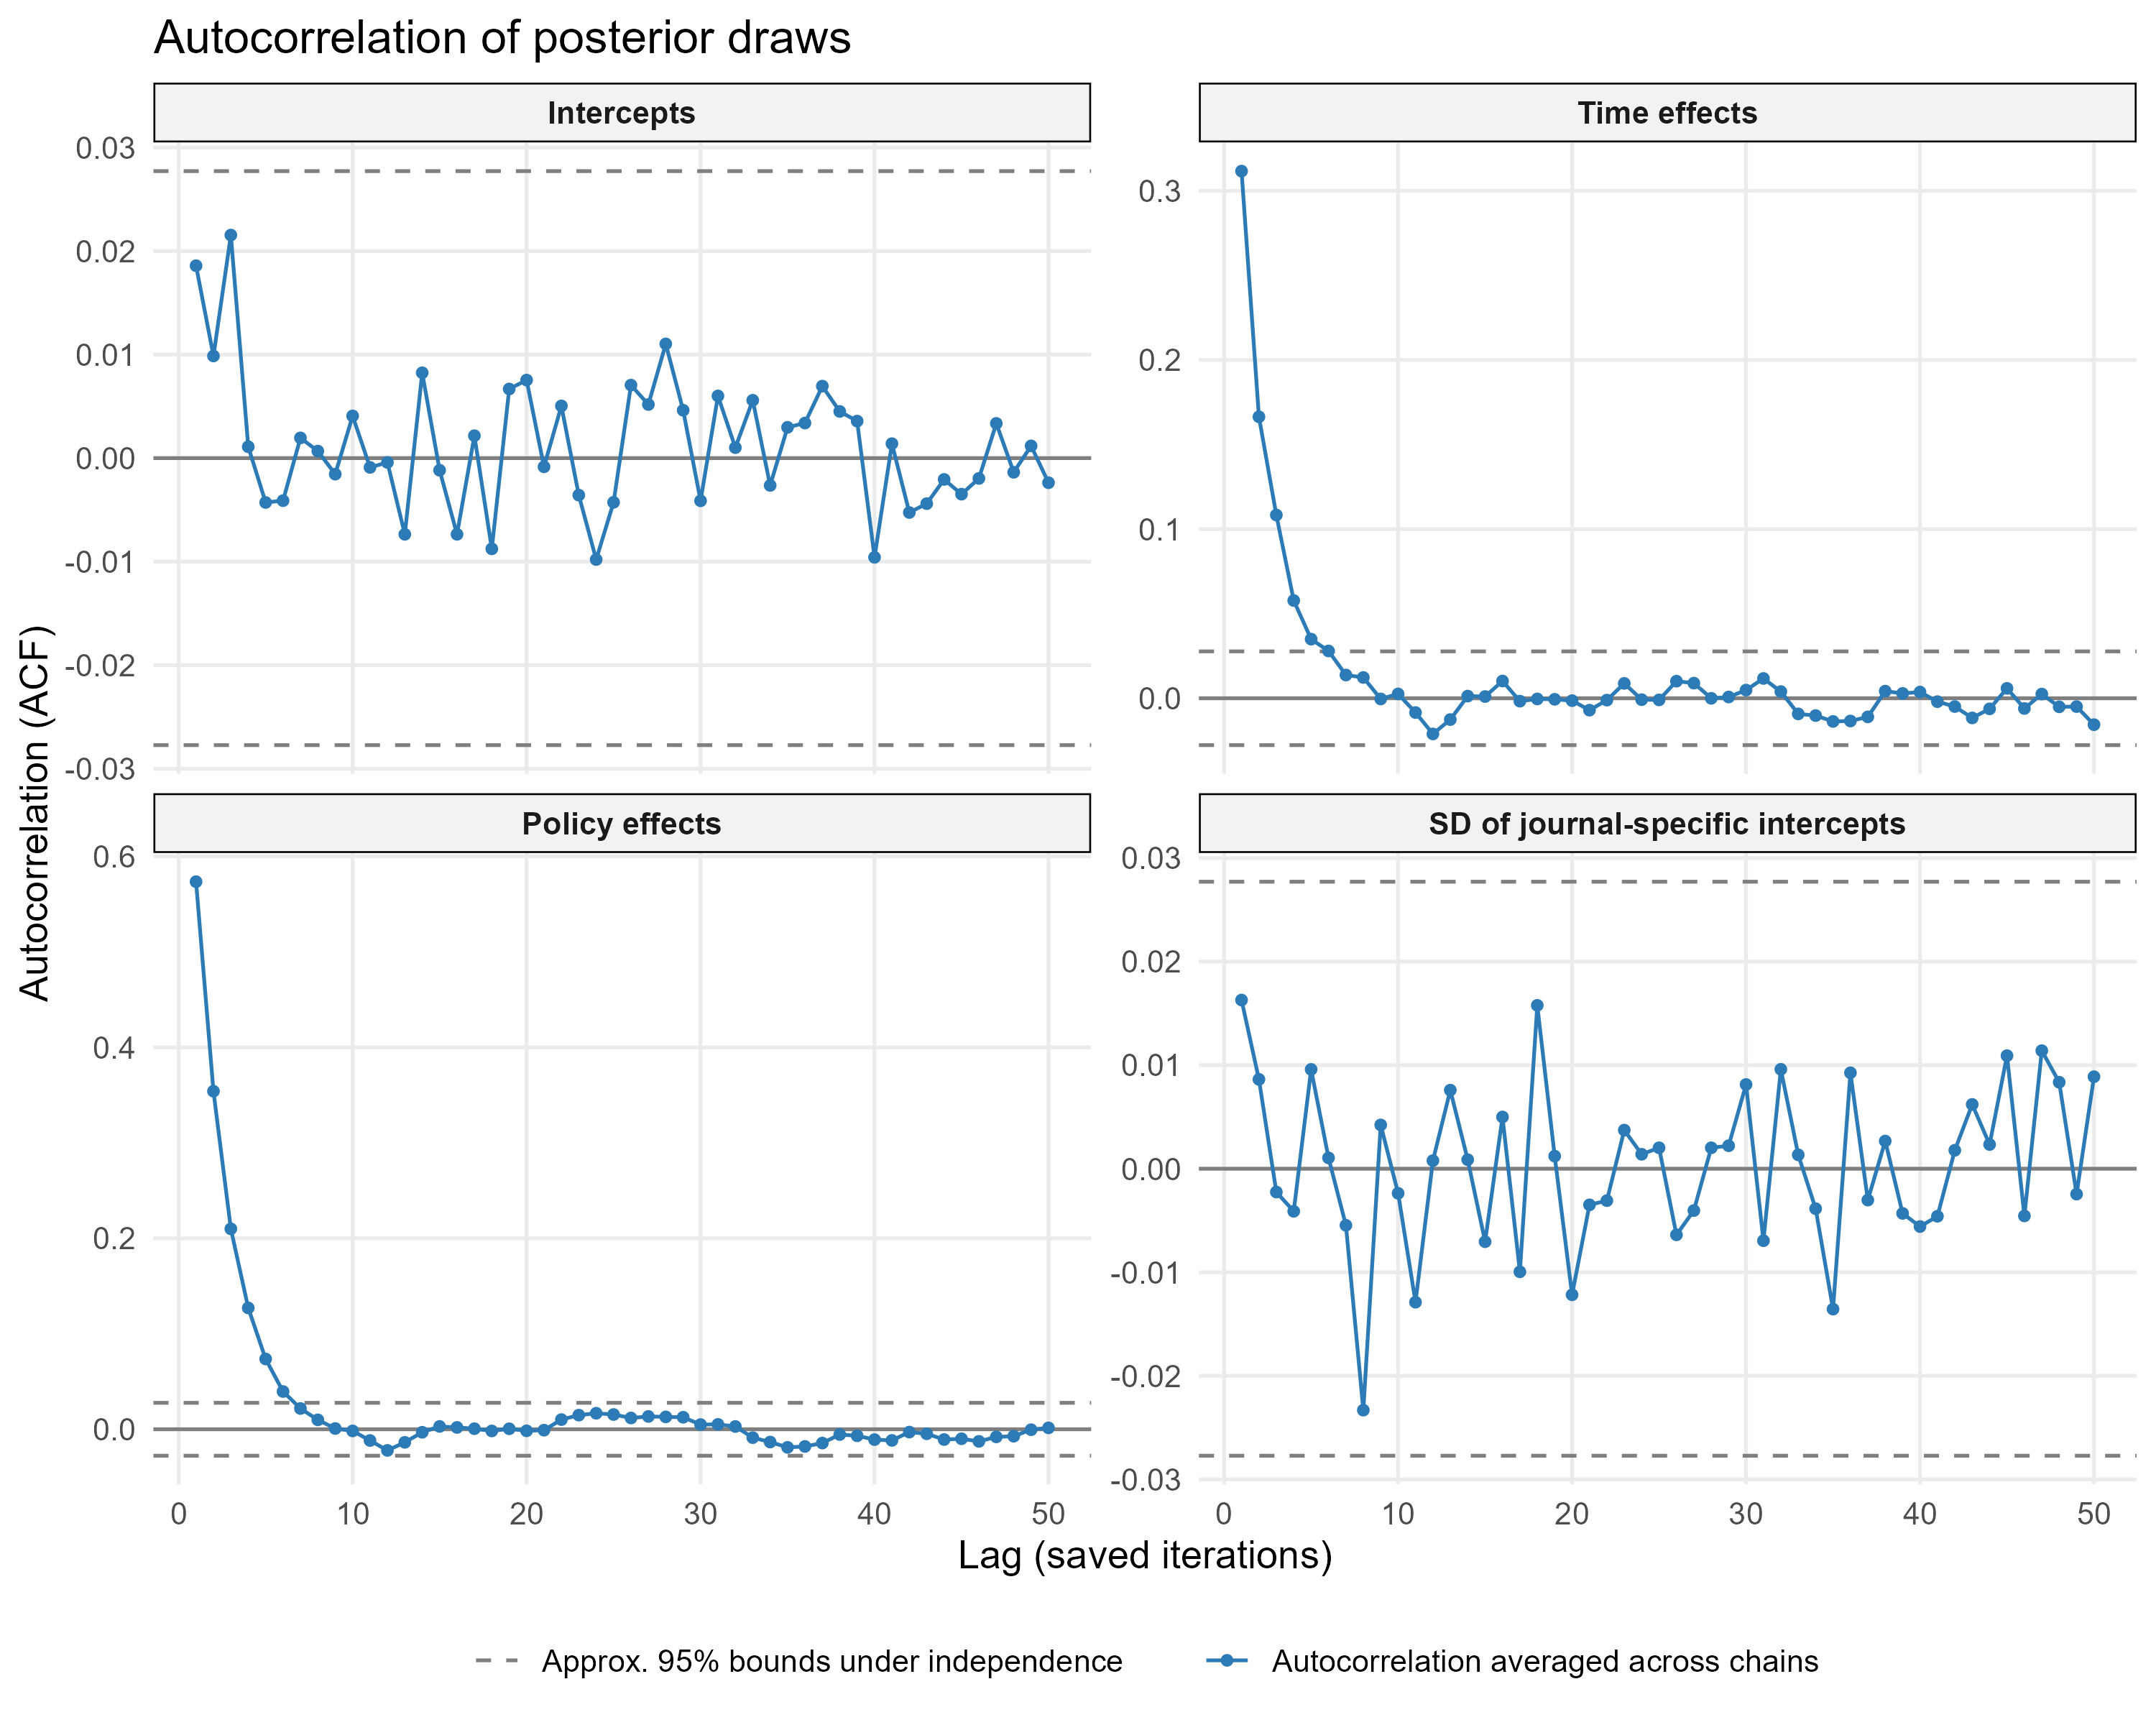 Autocorrelation of posterior draws
Intercepts
Time effects
0.03
0.02
0.01
0.00
-0.01
-0.02
-0.03
0.3
0.2
0.1
0.0
Autocorrelation (ACF)
Policy effects
SD of journal-specific intercepts
0.6
0.4
0.2
0.0
0.03
0.02
0.01
0.00
-0.01
-0.02
-0.03
0 10 20 30 40 50
0 10 20 30 40 50
Lag (saved iterations)
Approx. 95% bounds under independence
Autocorrelation averaged across chains